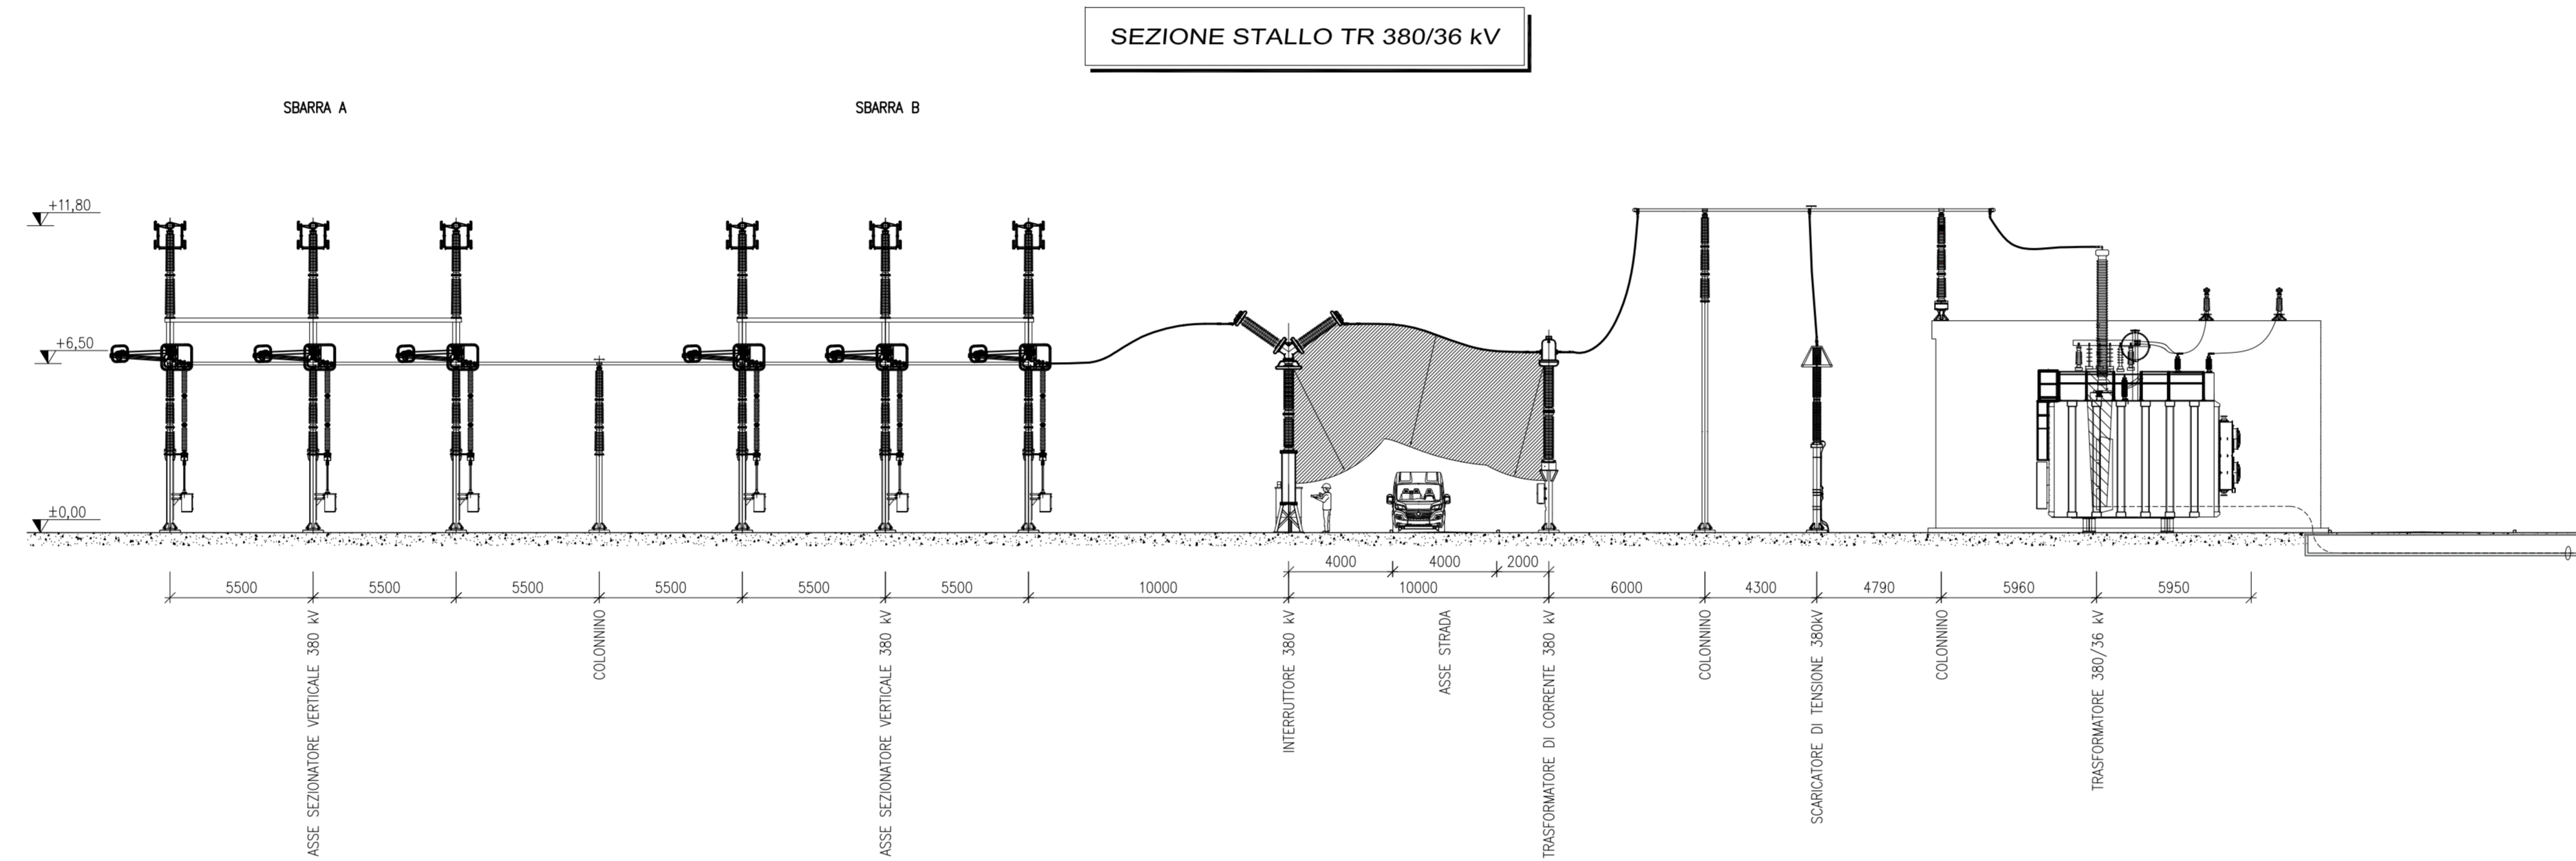 SEZIONE STALLO TR 380/36 kV
SBARRA A
SBARRA B
+11,80
+6,50
±0,00
4000
4000
2000
5500
5500
5500
5500
5500
5500
10000
10000
6000
4300
4790
5960
5950
ASSE SEZIONATORE VERTICALE 380 kV
COLONNINO
ASSE SEZIONATORE VERTICALE 380 kV
INTERRUTTORE 380 kV
ASSE STRADA
TRASFORMATORE DI CORRENTE 380 kV
COLONNINO
SCARICATORE DI TENSIONE 380kV
COLONNINO
TRASFORMATORE 380/36 kV